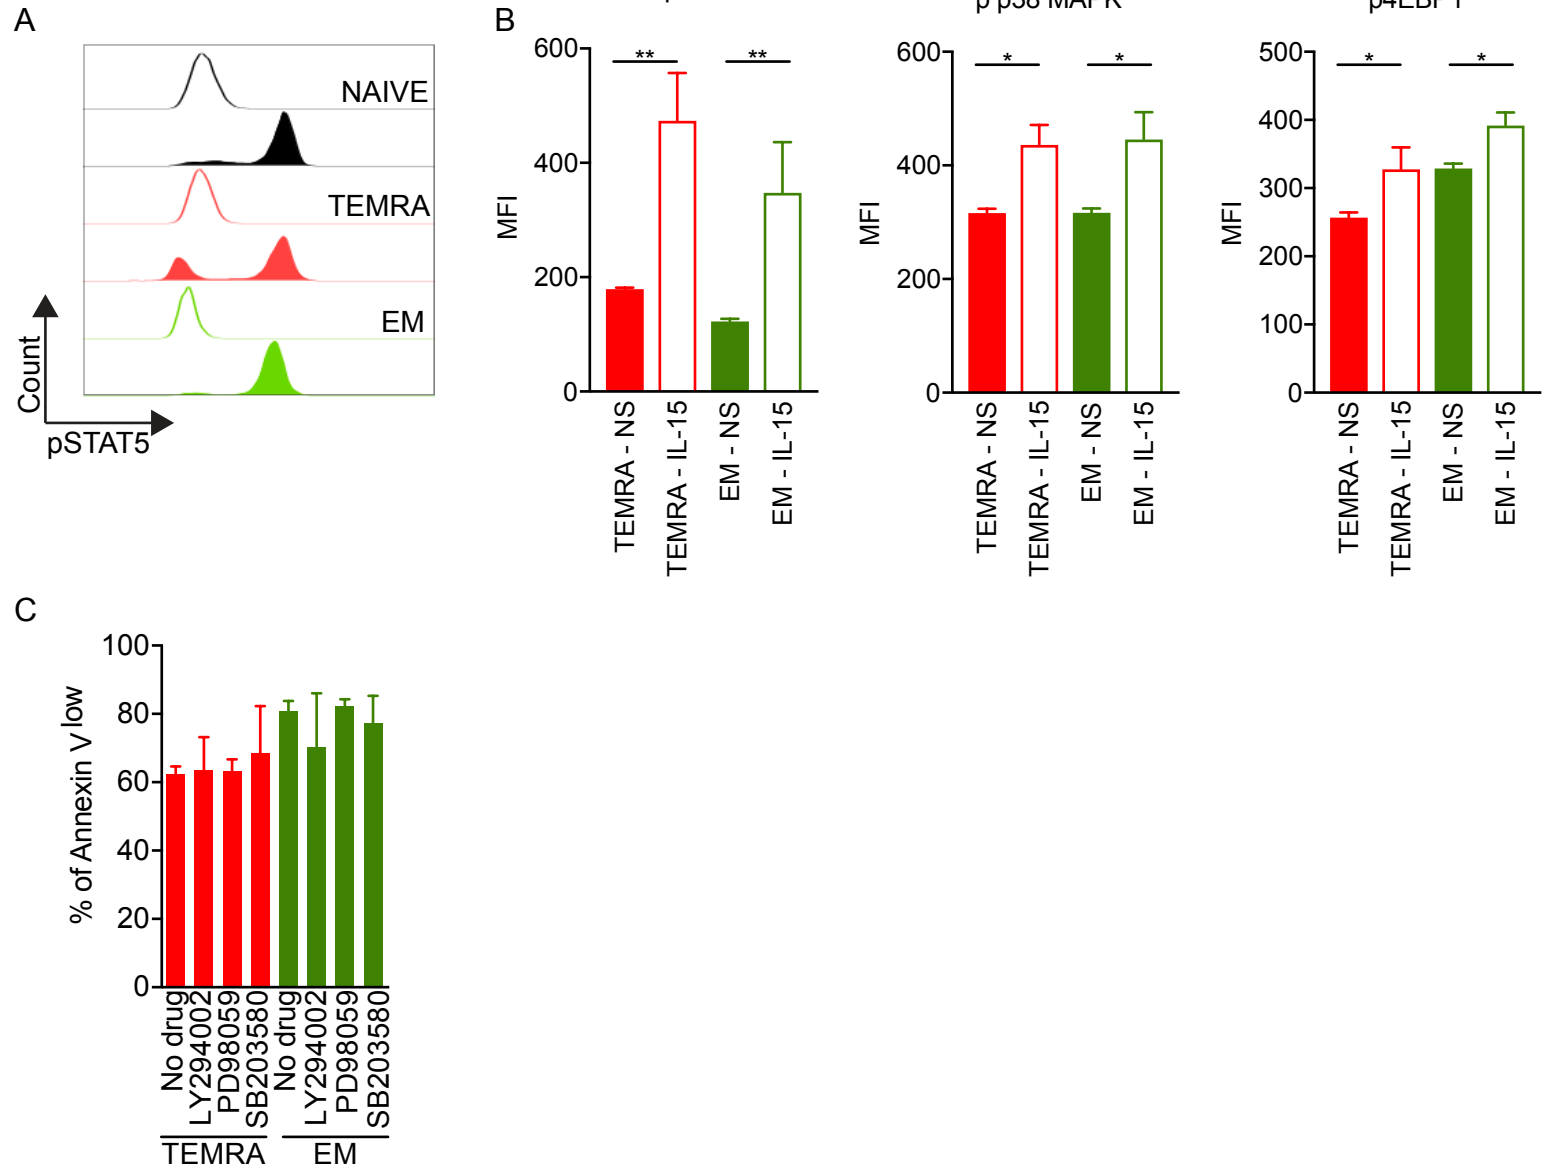 A
NAIVE
TEMRA
EM
Count
pSTAT5
B
p p38 MAPK
p4EBP1
600
400
200
0
MFI
**
**
TEMRA - NS
TEMRA - IL-15
EM - NS
EM - IL-15
600
400
200
0
MFI
*
*
TEMRA - NS
TEMRA - IL-15
EM - NS
EM - IL-15
500
400
300
200
100
0
MFI
*
*
TEMRA - NS
TEMRA - IL-15
EM - NS
EM - IL-15
C
100
80
60
40
20
0
% of Annexin V low
No drug
LY294002
PD98059
SB203580
No drug
LY294002
PD98059
SB203580
TEMRA
EM